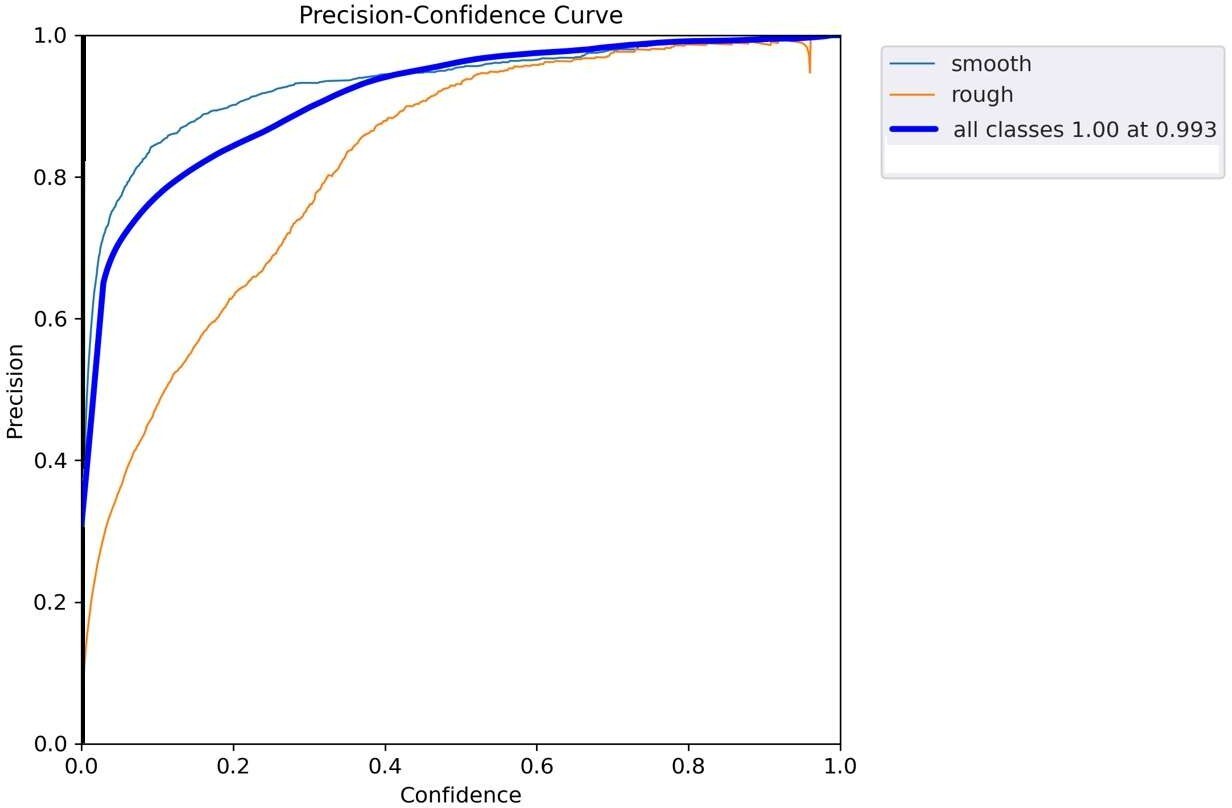 Precision-Confidence Curve
1.0
0.8
0.6
0.4
0.2
0.0
Precision
0.0 0.2 0.4 0.6 0.8 1.0
Confidence
smooth
rough
all classes 1.00 at 0.993